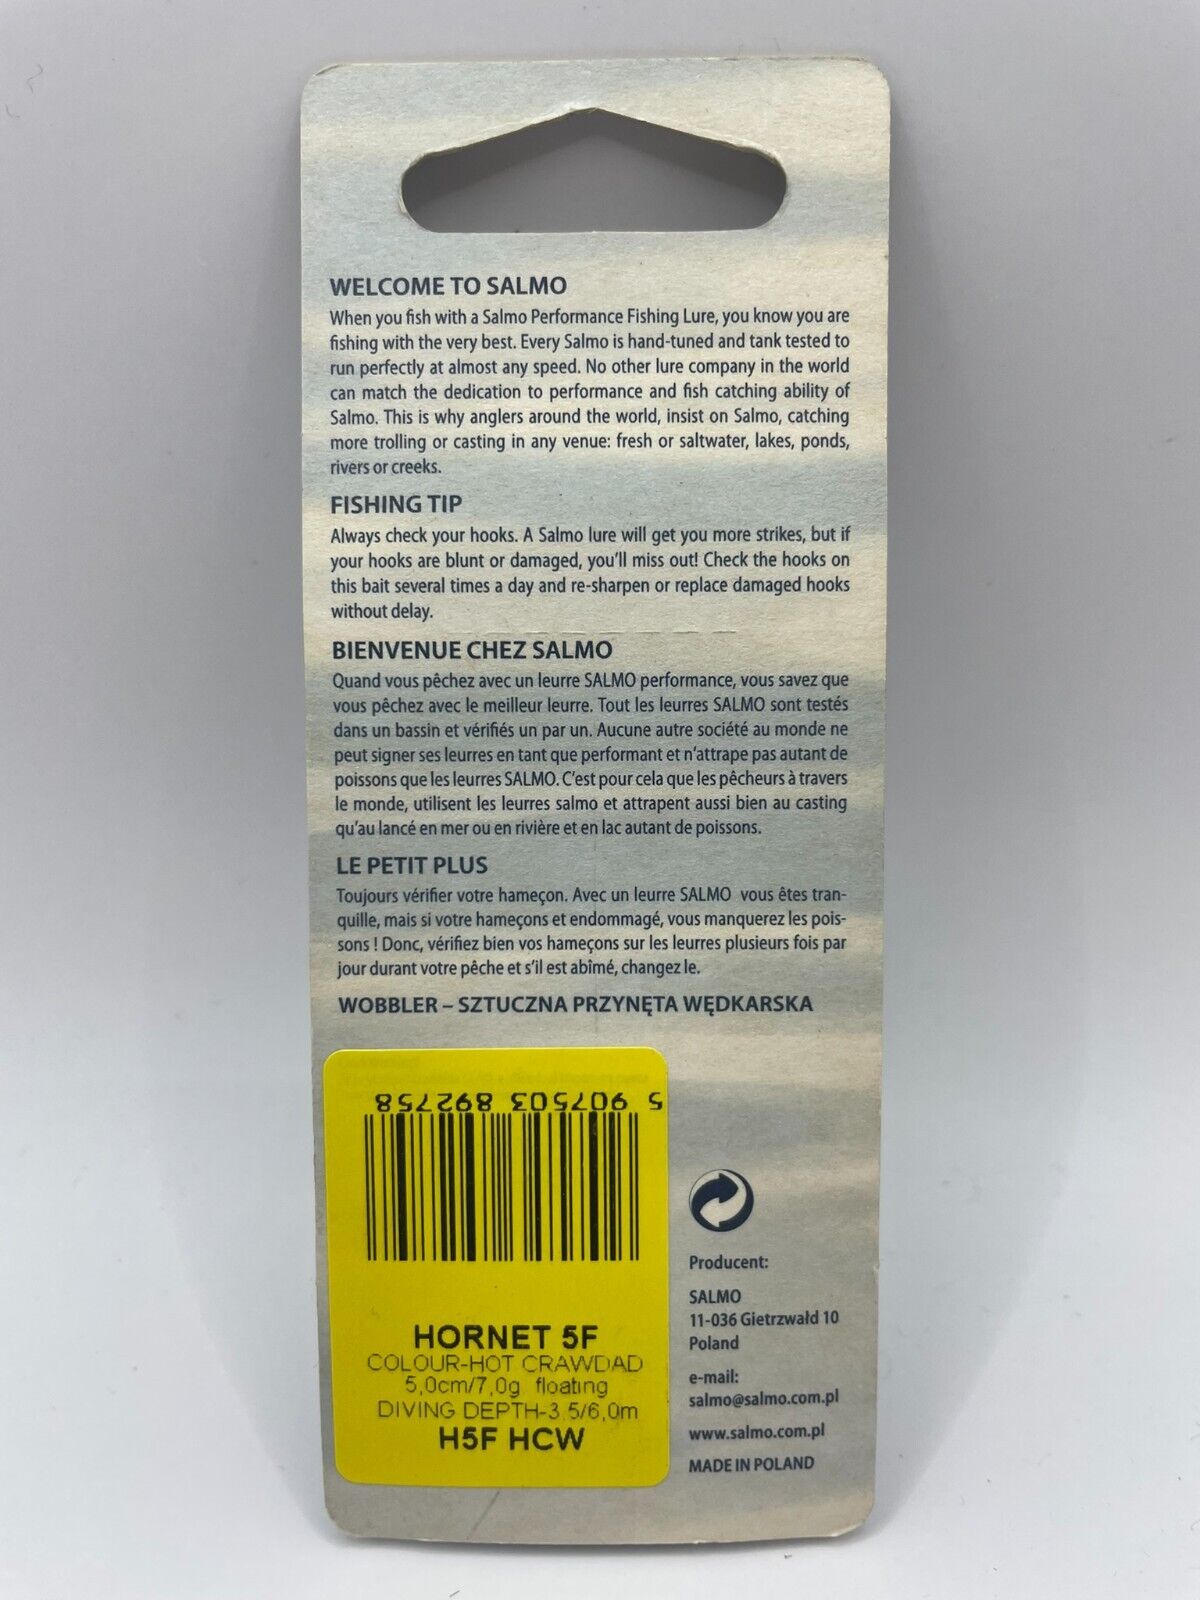 WELCOME TO SALMO
When you fish with a Salmo Performance Fishing Lure, you know you are
fishing with the very best. Every Salmo is hand-tuned and tank tested to
run perfectly at almost any speed. No other lure company in the world
can match the dedication to performance and fish catching ability of
Salmo. This is why anglers around the world, insist on Salmo, catching
more trolling or casting in any venue: fresh or saltwater, lakes, ponds,
rivers or creeks.
FISHING TIP
Always check your hooks. A Salmo lure will get you more strikes, but if
your hooks are blunt or damaged, you'll miss out! Check the hooks on
this bait several times a day and re-sharpen or replace damaged hooks
without delay.
BIENVENUE CHEZ SALMO
Quand vous pêchez avec un leurre SALMO performance, vous savez que
vous pêchez avec le meilleur leurre. Tout les leurres SALMO sont testés
dans un bassin et vérifiés un par un. Aucune autre société au monde ne
peut signer ses leurres en tant que performant et n'attrape pas autant de
poissons que les leurres SALMO. C'est pour cela que les pêcheurs à travers
le monde, utilisent les leurres salmo et attrapent aussi bien au casting
qu'au lancé en mer ou en rivière et en lac autant de poissons.
LE PETIT PLUS
Toujours vérifier votre hameçon. Avec un leurre SALMO vous êtes tran-
quille, mais si votre hameçons et endommagé, vous manquerez les pois-
sons ! Donc, vérifiez bien vos hameçons sur les leurres plusieurs fois par
jour durant votre pêche et s'il est abîmé, changez le.
WOBBLER – SZTUCZNA PRZYNĘTA WĘDKARSKA
5 907503 892758
HORNET 5F
COLOUR-HOT CRAWDAD
5,0cm/7,0g floating
DIVING DEPTH-3.5/6,0m
H5F HCW
Producent:
SALMO
11-036 Gietrzwałd 10
Poland
e-mail:
salmo@salmo.com.pl
www.salmo.com.pl
MADE IN POLAND